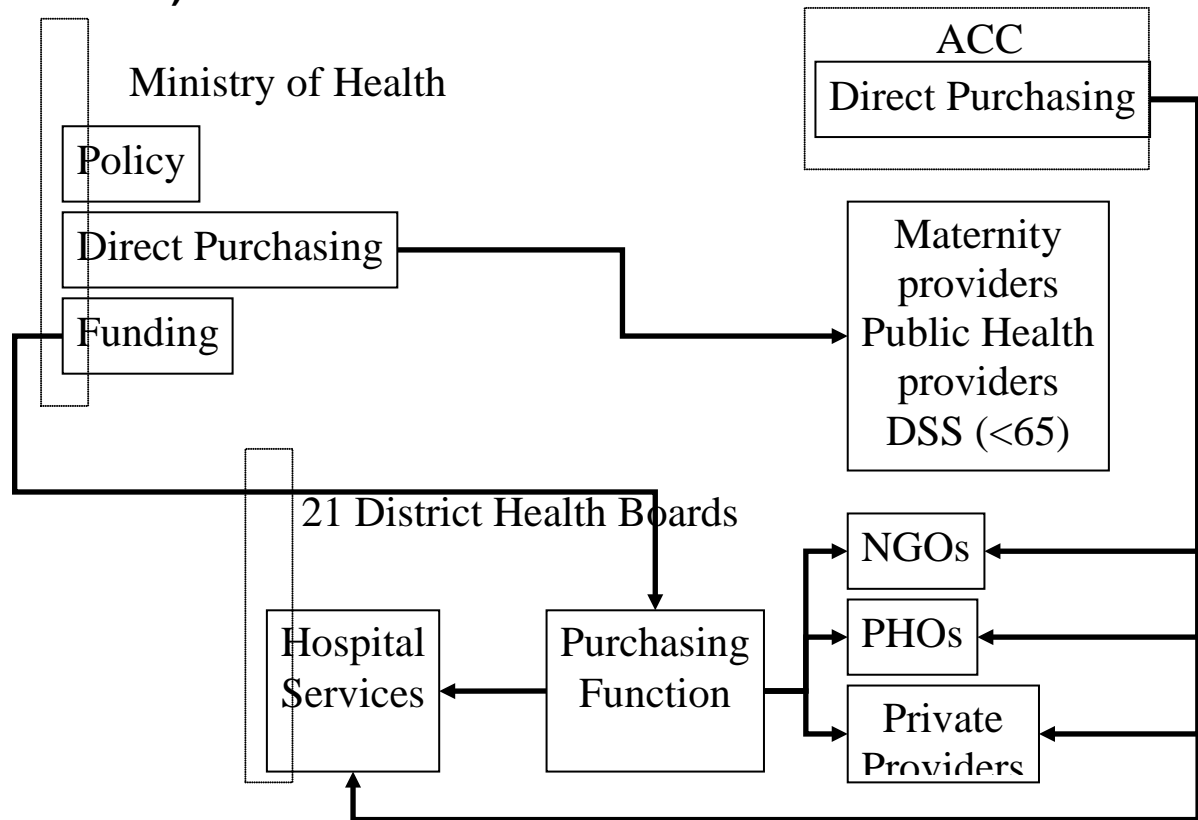 Ministry of Health
Policy
Direct Purchasing
Funding
ACC
Direct Purchasing
Maternity
providers
Public Health
providers
DSS (<65)
21 District Health Boards
Hospital
Services
Purchasing
Function
NGOs
PHOs
Private
Providers